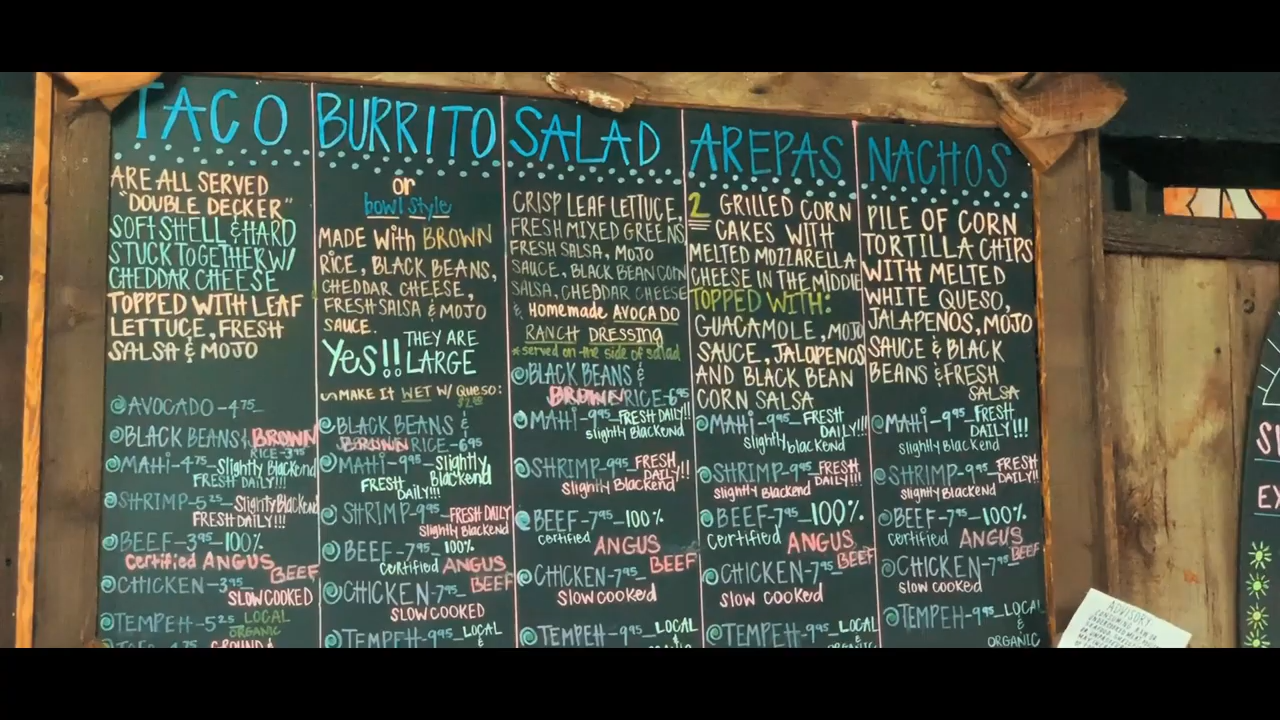 TACO
ARE ALL SERVED
"DOUBLE DECKER"
SOFT SHELL & HARD
STUCK TOGETHER W/
CHEDDAR CHEESE
TOPPED WITH LEAF
LETTUCE, FRESH
SALSA & MOJO
AVOCADO - 4.75
BLACK BEANS & BROWN
RICE - 3.95
MAHI - 4.75 - Slightly Blackend
FRESH DAILY!!!
SHRIMP - 5.25 - Slightly Blackend
FRESH DAILY!!!
BEEF - 3.95 - 100%
certified ANGUS
BEEF
CHICKEN - 3.95
SLOW COOKED
TEMPEH - 5.25 LOCAL
ORGANIC
BURRITO
or
bowl style
MADE with BROWN
RICE, BLACK BEANS,
CHEDDAR CHEESE,
FRESH SALSA & MOJO
SAUCE.
Yes!! THEY ARE
LARGE
MAKE IT WET W/ QUESO:
BLACK BEANS &
BROWN RICE - 6.95
MAHI - 9.95 - Slightly
Blackend
FRESH
DAILY!!!
SHRIMP - 9.95 - FRESH DAILY
Slightly Blackend
BEEF - 7.95 - 100%
certified ANGUS
BEEF
CHICKEN - 7.95
SLOW COOKED
TEMPEH - 9.95 - LOCAL
&
SALAD
CRISP LEAF LETTUCE,
FRESH MIXED GREENS
FRESH SALSA, MOJO
SAUCE, BLACK BEAN CORN
SALSA, CHEDDAR CHEESE
& Homemade AVOCADO
RANCH DRESSING
*served on the side of salad
BLACK BEANS &
BROWN RICE - 6.95
MAHI - 9.95 - FRESH DAILY!!!
slightly Blackend
SHRIMP - 9.95 FRESH
DAILY!!
slightly Blackend
BEEF - 7.95 - 100%
certified ANGUS
BEEF
CHICKEN - 7.95
slow cooked
TEMPEH - 9.95 - LOCAL
&
AREPAS
2 GRILLED CORN
CAKES WITH
MELTED MOZZARELLA
CHEESE IN THE MIDDLE
TOPPED WITH:
GUACAMOLE, MOJO
SAUCE, JALOPENOS
AND BLACK BEAN
CORN SALSA
MAHI - 9.95 - FRESH
DAILY!!!
slightly blackend
SHRIMP - 9.95 FRESH
DAILY!!!
slightly Blackend
BEEF - 7.95 - 100%
certified ANGUS
BEEF
CHICKEN - 7.95
slow cooked
TEMPEH - 9.95 - LOCAL
&
NACHOS
PILE OF CORN
TORTILLA CHIPS
WITH MELTED
WHITE QUESO,
JALAPENOS, MOJO
SAUCE & BLACK
BEANS & FRESH
SALSA
MAHI - 9.95 - FRESH
DAILY!!!
slightly Blackend
SHRIMP - 9.95 FRESH
DAILY!!
slightly Blackend
BEEF - 7.95 - 100%
certified ANGUS
BEEF
CHICKEN - 7.95
slow cooked
TEMPEH - 9.95 - LOCAL
&
ORGANIC
ADVISORY: